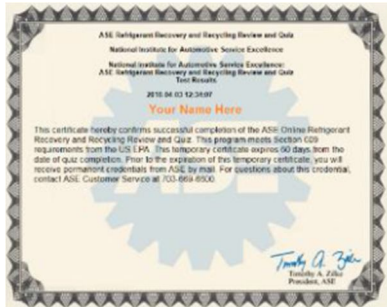 ASE Refrigerant Recovery and Recycling Review and Quiz
National Institute for Automotive Service Excellence
National Institute for Automotive Service Excellence:
ASE Refrigerant Recovery and Recycling Review and Quiz
Test Results
2018-04-03 12:34:07
Your Name Here
This certificate hereby confirms successful completion of the ASE Online Refrigerant
Recovery and Recycling Review and Quiz. This program meets Section 609
requirements from the US EPA. This temporary certificate expires 60 days from the
date of quiz completion. Prior to the expiration of this temporary certificate, you will
receive permanent credentials from ASE by mail. For questions about this credential,
contact ASE Customer Service at 703-669-6600.
Timothy A. Zilke
Timothy A. Zilke
President, ASE